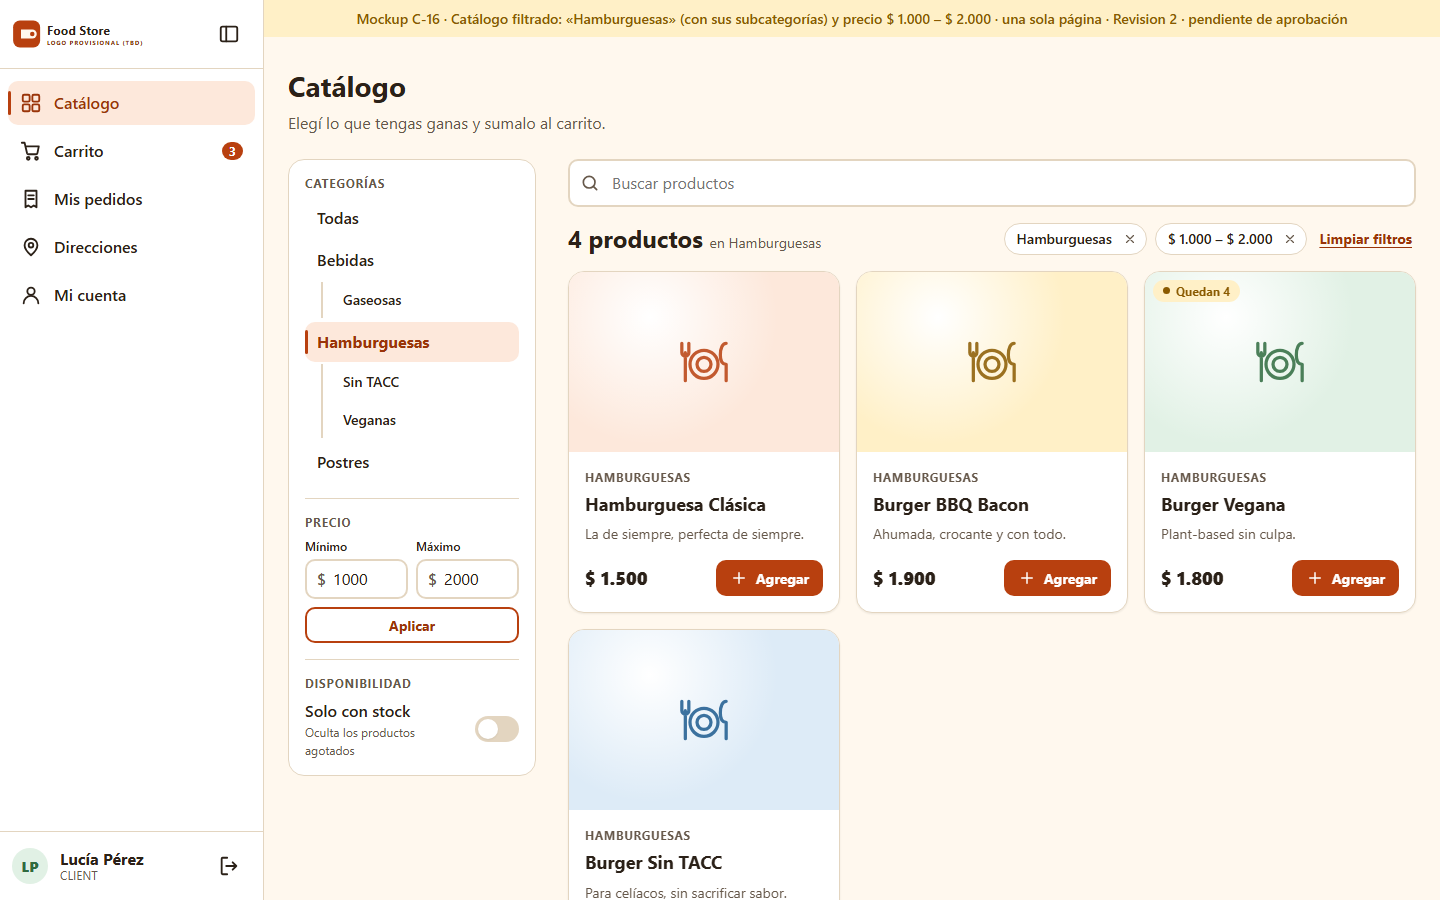 Food Store
LOGO PROVISIONAL (TBD)
Catálogo
Carrito
3
Mis pedidos
Direcciones
Mi cuenta
Lucía Pérez
CLIENT
LP
Mockup C-16 · Catálogo filtrado: «Hamburguesas» (con sus subcategorías) y precio $ 1.000 – $ 2.000 · una sola página · Revision 2 · pendiente de aprobación
Catálogo
Elegí lo que tengas ganas y sumalo al carrito.
CATEGORÍAS
Todas
Bebidas
Gaseosas
Hamburguesas
Sin TACC
Veganas
Postres
PRECIO
Mínimo
Máximo
$ 1000
$ 2000
Aplicar
DISPONIBILIDAD
Solo con stock
Oculta los productos
agotados
Buscar productos
4 productos en Hamburguesas
Hamburguesas
$ 1.000 – $ 2.000
Limpiar filtros
HAMBURGUESAS
Hamburguesa Clásica
La de siempre, perfecta de siempre.
$ 1.500
Agregar
HAMBURGUESAS
Burger BBQ Bacon
Ahumada, crocante y con todo.
$ 1.900
Agregar
Quedan 4
HAMBURGUESAS
Burger Vegana
Plant-based sin culpa.
$ 1.800
Agregar
HAMBURGUESAS
Burger Sin TACC
Para celíacos, sin sacrificar sabor.